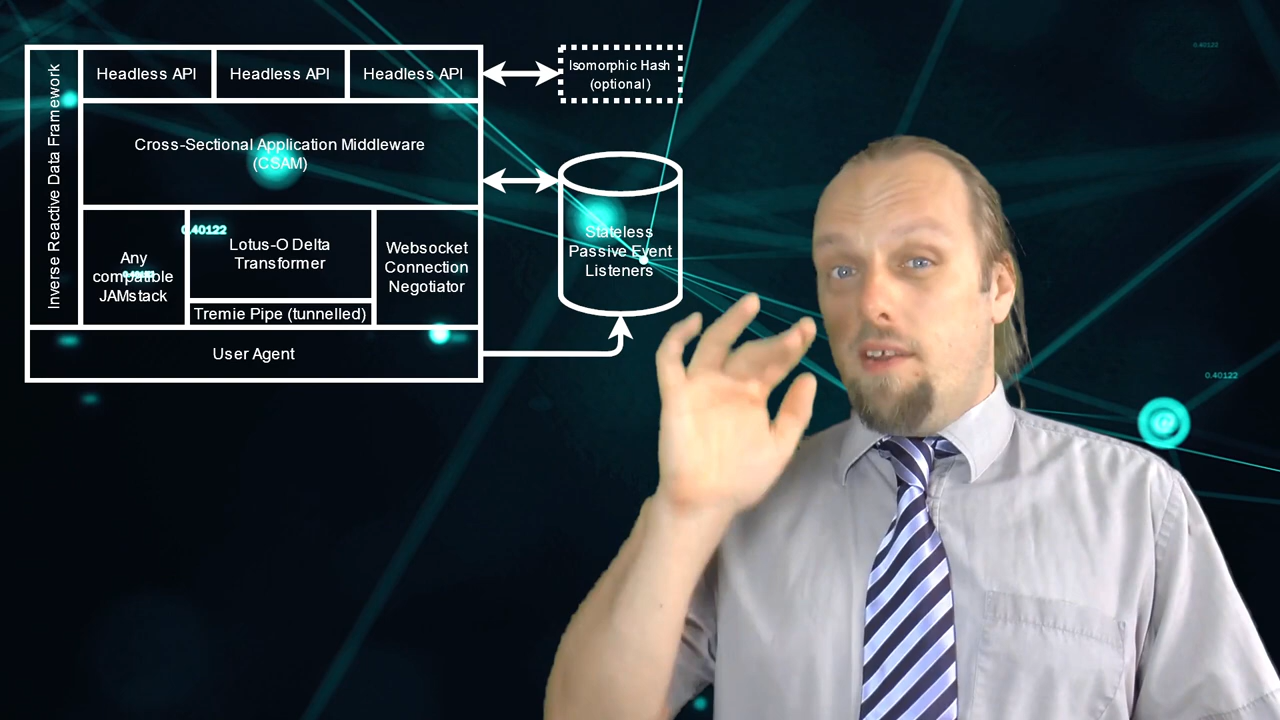 Inverse Reactive Data Framework
Headless API
Headless API
Headless API
Isomorphic Hash
(optional)
Cross-Sectional Application Middleware
(CSAM)
Stateless
Passive Event
Listeners
Any
compatible
JAMstack
Lotus-O Delta
Transformer
Tremie Pipe (tunnelled)
Websocket
Connection
Negotiator
User Agent
0.40122
0.40122
0.40122